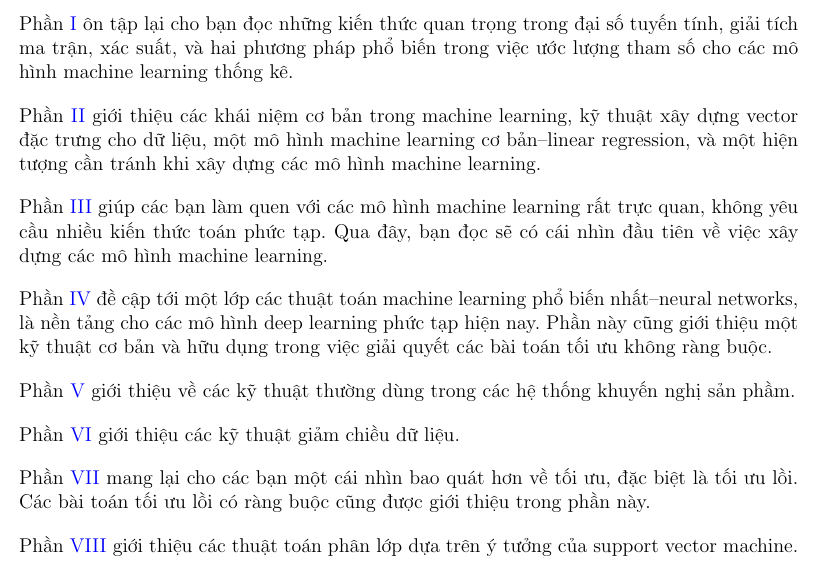 Phần I ôn tập lại cho bạn đọc những kiến thức quan trọng trong đại số tuyến tính, giải tích
ma trận, xác suất, và hai phương pháp phổ biến trong việc ước lượng tham số cho các mô
hình machine learning thống kê.
Phần II giới thiệu các khái niệm cơ bản trong machine learning, kỹ thuật xây dựng vector
đặc trưng cho dữ liệu, một mô hình machine learning cơ bản–linear regression, và một hiện
tượng cần tránh khi xây dựng các mô hình machine learning.
Phần III giúp các bạn làm quen với các mô hình machine learning rất trực quan, không yêu
cầu nhiều kiến thức toán phức tạp. Qua đây, bạn đọc sẽ có cái nhìn đầu tiên về việc xây
dựng các mô hình machine learning.
Phần IV đề cập tới một lớp các thuật toán machine learning phổ biến nhất–neural networks,
là nền tảng cho các mô hình deep learning phức tạp hiện nay. Phần này cũng giới thiệu một
kỹ thuật cơ bản và hữu dụng trong việc giải quyết các bài toán tối ưu không ràng buộc.
Phần V giới thiệu về các kỹ thuật thường dùng trong các hệ thống khuyến nghị sản phầm.
Phần VI giới thiệu các kỹ thuật giảm chiều dữ liệu.
Phần VII mang lại cho các bạn một cái nhìn bao quát hơn về tối ưu, đặc biệt là tối ưu lồi.
Các bài toán tối ưu lồi có ràng buộc cũng được giới thiệu trong phần này.
Phần VIII giới thiệu các thuật toán phân lớp dựa trên ý tưởng của support vector machine.